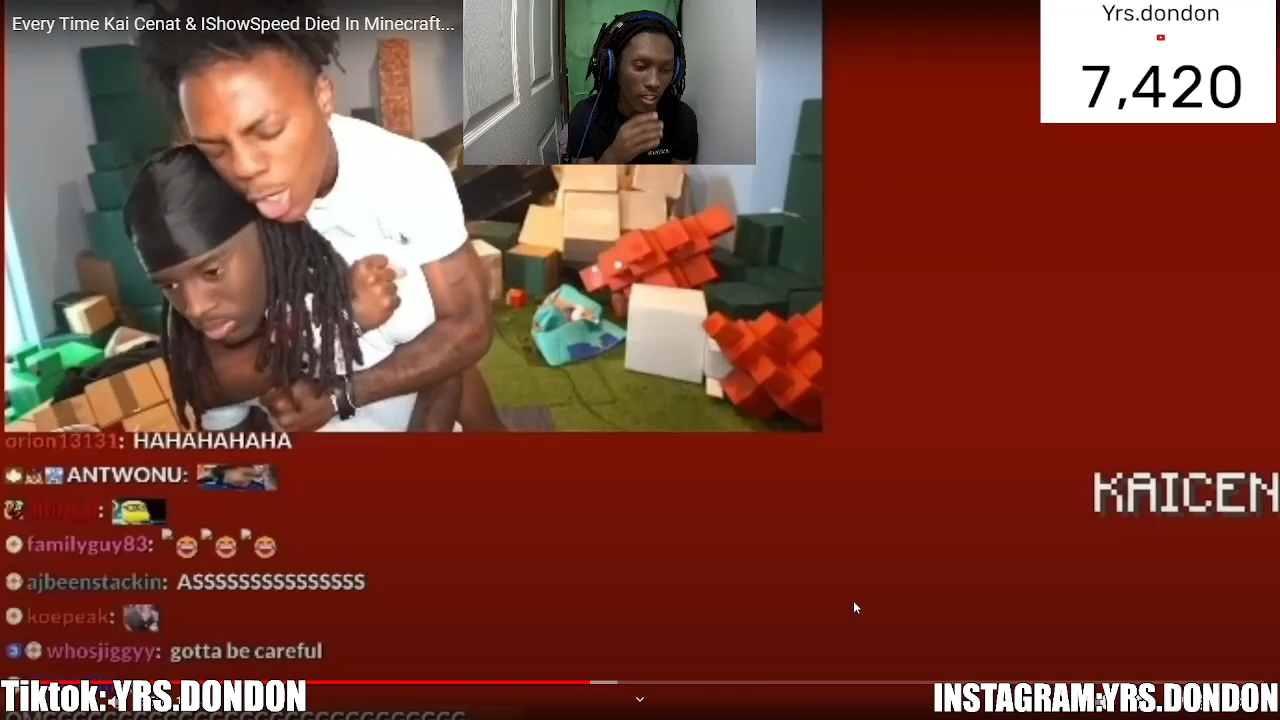 Every Time Kai Cenat & IShowSpeed Died In Minecraft...
Yrs.dondon
7,420
orion13131: HAHAHAHAHA
ANTWONU:
familyguy83:
ajbeenstackin: ASSSSSSSSSSSSSSS
koepeak:
whosjiggyy: gotta be careful
KAICEN
Tiktok: YRS.DONDON
INSTAGRAM:YRS.DONDON